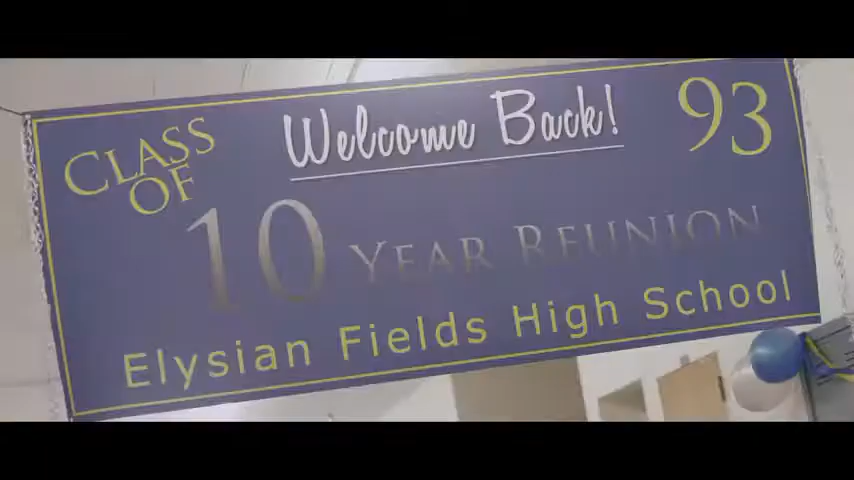 Welcome Back!
CLASS OF
93
10 YEAR REUNION
Elysian Fields High School